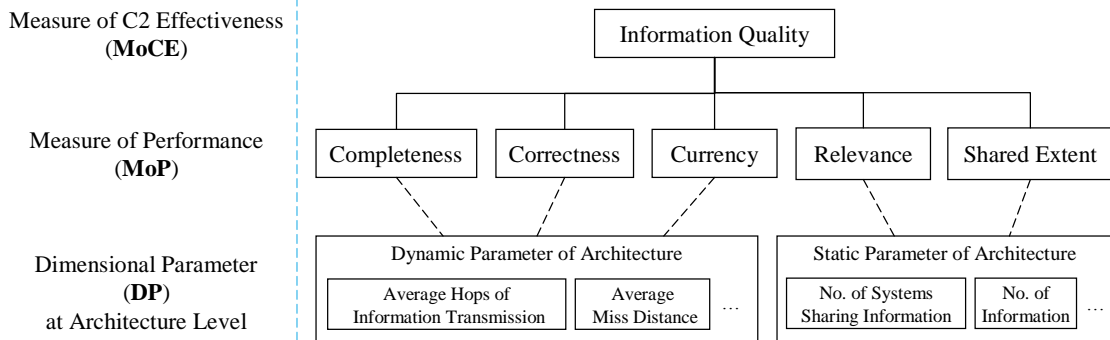 Measure of C2 Effectiveness
(MoCE)
Information Quality
Measure of Performance
(MoP)
Completeness
Correctness
Currency
Relevance
Shared Extent
Dimensional Parameter
(DP)
at Architecture Level
Dynamic Parameter of Architecture
Average Hops of
Information Transmission
Average
Miss Distance
...
Static Parameter of Architecture
No. of Systems
Sharing Information
No. of
Information
...